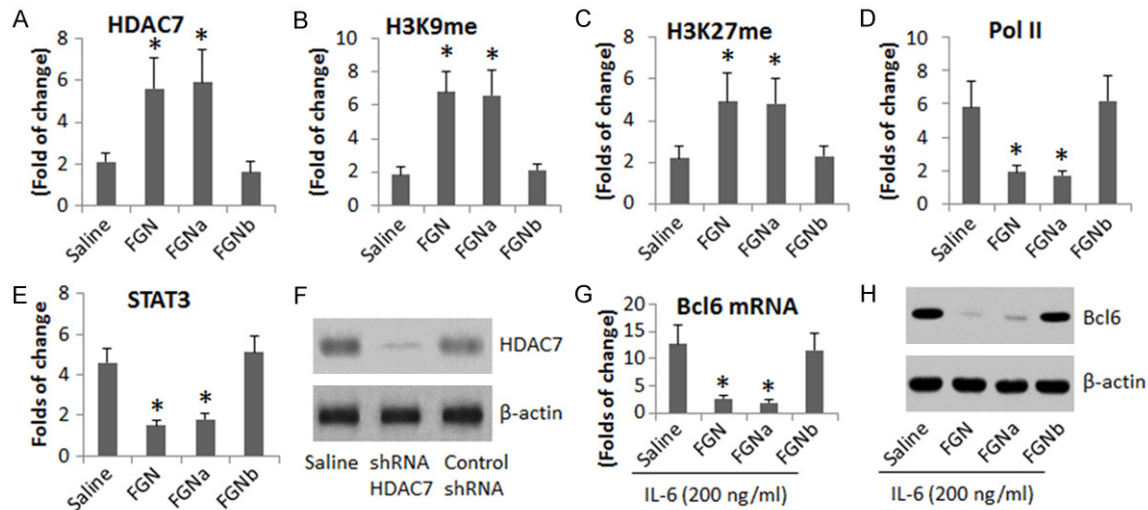 A
HDAC7
(Fold of change)
8
6
4
2
0
*
*
Saline
FGN
FGNa
FGNb
B
H3K9me
(Folds of change)
10
8
6
4
2
0
*
*
Saline
FGN
FGNa
FGNb
C
H3K27me
(Folds of change)
8
6
4
2
0
*
*
Saline
FGN
FGNa
FGNb
D
Pol II
(Folds of change)
10
8
6
4
2
0
*
*
Saline
FGN
FGNa
FGNb
E
STAT3
Folds of change
8
6
4
2
0
*
*
Saline
FGN
FGNa
FGNb
F
HDAC7
β-actin
Saline shRNA Control
HDAC7 shRNA
G
Bcl6 mRNA
(Folds of change)
20
15
10
5
0
*
*
Saline
FGN
FGNa
FGNb
IL-6 (200 ng/ml)
H
Bcl6
β-actin
Saline
FGN
FGNa
FGNb
IL-6 (200 ng/ml)